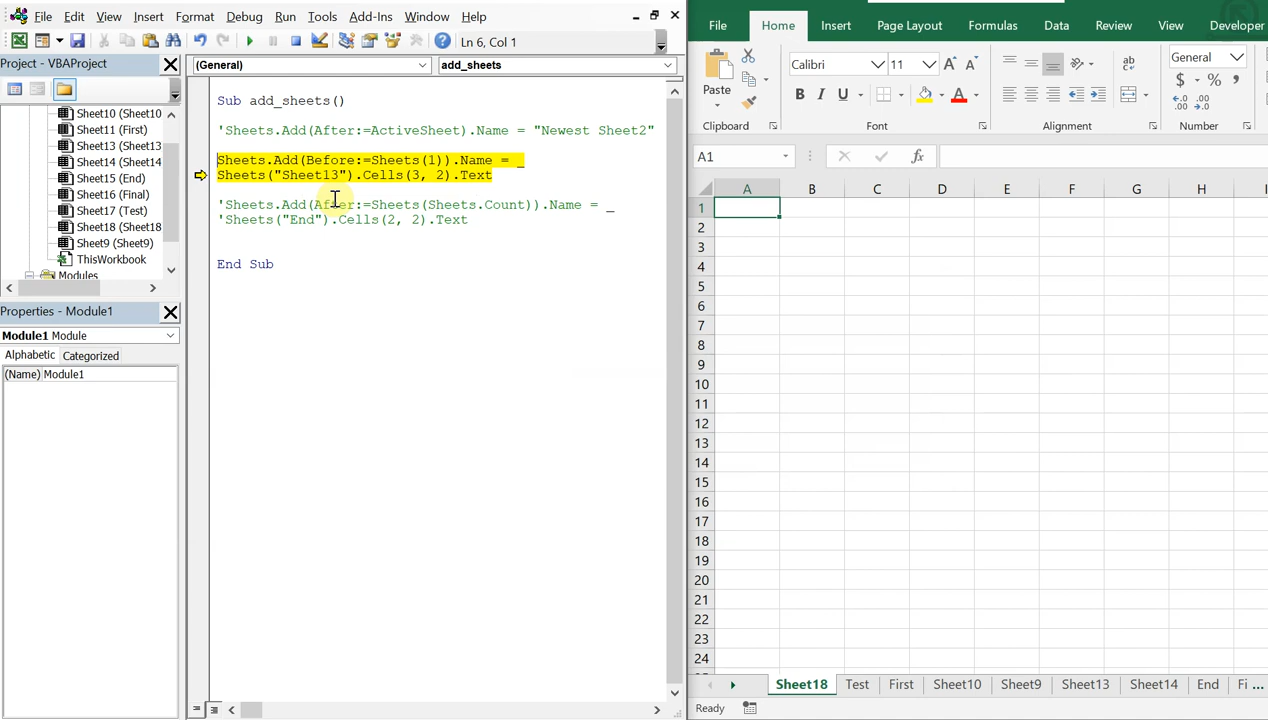 File Edit View Insert Format Debug Run Tools Add-Ins Window Help
Ln 6, Col 1
Project - VBAProject
Sheet10 (Sheet10
Sheet11 (First)
Sheet13 (Sheet13
Sheet14 (Sheet14
Sheet15 (End)
Sheet16 (Final)
Sheet17 (Test)
Sheet18 (Sheet18
Sheet9 (Sheet9)
ThisWorkbook
Modules
Properties - Module1
Module1 Module
Alphabetic Categorized
(Name) Module1
(General) add_sheets
Sub add_sheets()
'Sheets.Add(After:=ActiveSheet).Name = "Newest Sheet2"
Sheets.Add(Before:=Sheets(1)).Name = _
Sheets("Sheet13").Cells(3, 2).Text
'Sheets.Add(After:=Sheets(Sheets.Count)).Name = _
'Sheets("End").Cells(2, 2).Text
End Sub
File Home Insert Page Layout Formulas Data Review View Developer
Paste
Calibri 11
General
B I U
Clipboard Font Alignment Number
A1
A B C D E F G H I
1
2
3
4
5
6
7
8
9
10
11
12
13
14
15
16
17
18
19
20
21
22
23
24
Sheet18 Test First Sheet10 Sheet9 Sheet13 Sheet14 End Fi ...
Ready